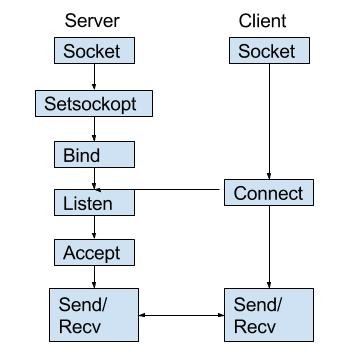 Server
Client
Socket
Socket
Setsockopt
Bind
Listen
Connect
Accept
Send/
Recv
Send/
Recv